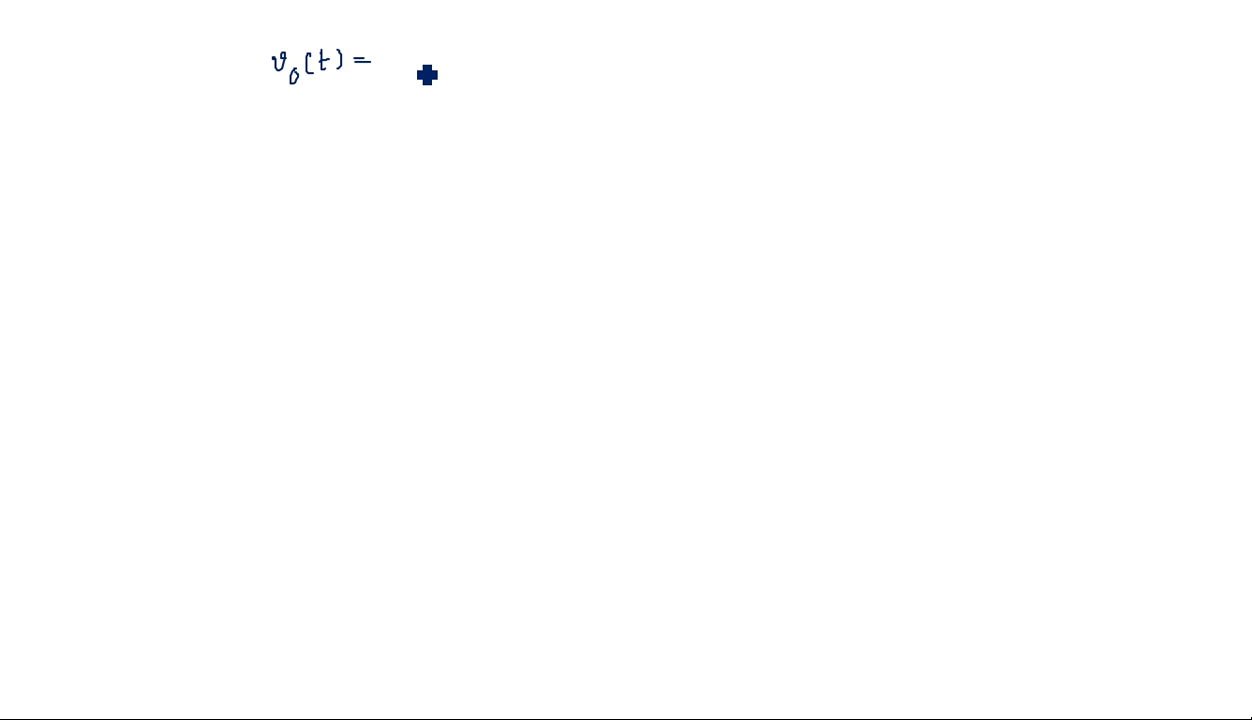 v₀(t) =